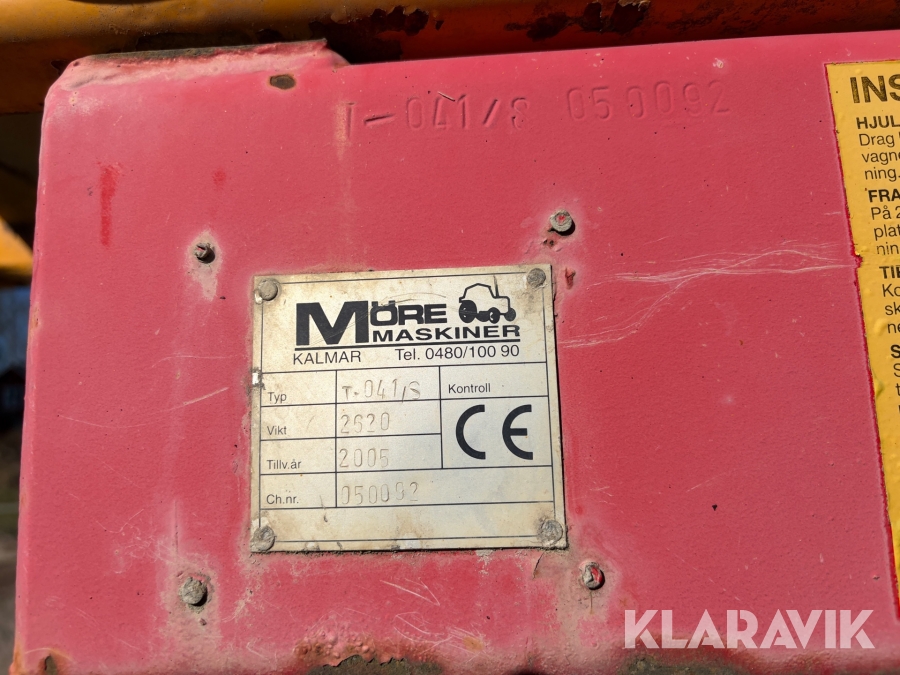 T-041/S 050092
MÖRE
MASKINER
KALMAR Tel. 0480/100 90
Typ T-041/S Kontroll
Vikt 2620
CE
Tillv.år 2005
Ch.nr. 050092
INS
HJUL
Drag
vagne
ning.
FRA
På 2
plat
nin
TI
Ko
sk
ne
S
S
t
KLARAVIK